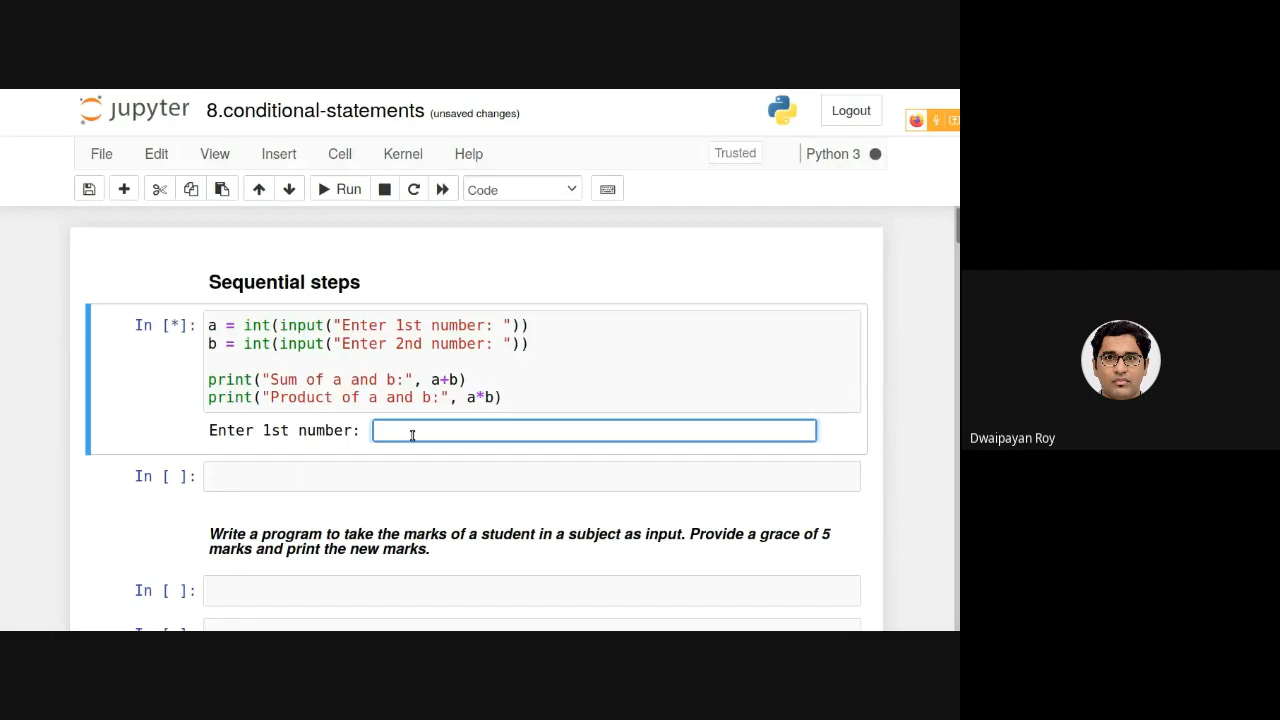 jupyter 8.conditional-statements (unsaved changes) Logout
File Edit View Insert Cell Kernel Help Trusted Python 3
Run Code
Sequential steps
In [*]: a = int(input("Enter 1st number: "))
b = int(input("Enter 2nd number: "))
print("Sum of a and b:", a+b)
print("Product of a and b:", a*b)
Enter 1st number:
In [ ]:
Write a program to take the marks of a student in a subject as input. Provide a grace of 5
marks and print the new marks.
In [ ]:
Dwaipayan Roy